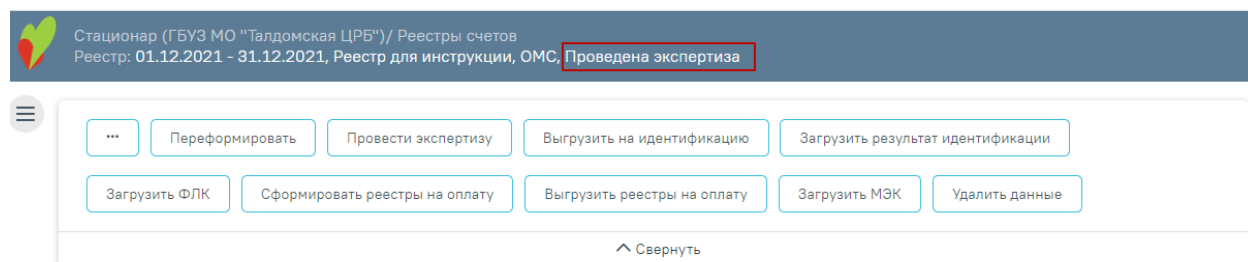 Стационар (ГБУЗ МО "Талдомская ЦРБ")/ Реестры счетов
Реестр: 01.12.2021 - 31.12.2021, Реестр для инструкции, ОМС, Проведена экспертиза
... Переформировать Провести экспертизу Выгрузить на идентификацию Загрузить результат идентификации
Загрузить ФЛК Сформировать реестры на оплату Выгрузить реестры на оплату Загрузить МЭК Удалить данные
Свернуть